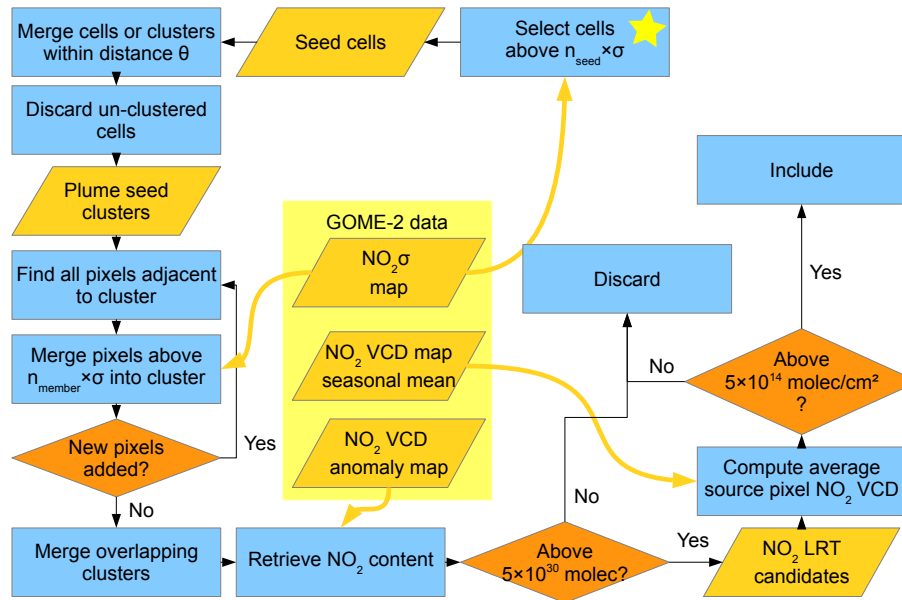 Merge cells or clusters
within distance θ
Seed cells
Select cells
above n_seed×σ
Discard un-clustered
cells
Plume seed
clusters
Include
GOME-2 data
NO₂σ
map
Find all pixels adjacent
to cluster
Discard
Yes
Merge pixels above
n_member×σ into cluster
NO₂ VCD map
seasonal mean
No
Above
5×10¹⁴ molec/cm²
?
New pixels
added?
Yes
NO₂ VCD
anomaly map
Compute average
source pixel NO₂ VCD
No
No
Merge overlapping
clusters
Retrieve NO₂ content
Above
5×10³⁰ molec?
Yes
NO₂ LRT
candidates